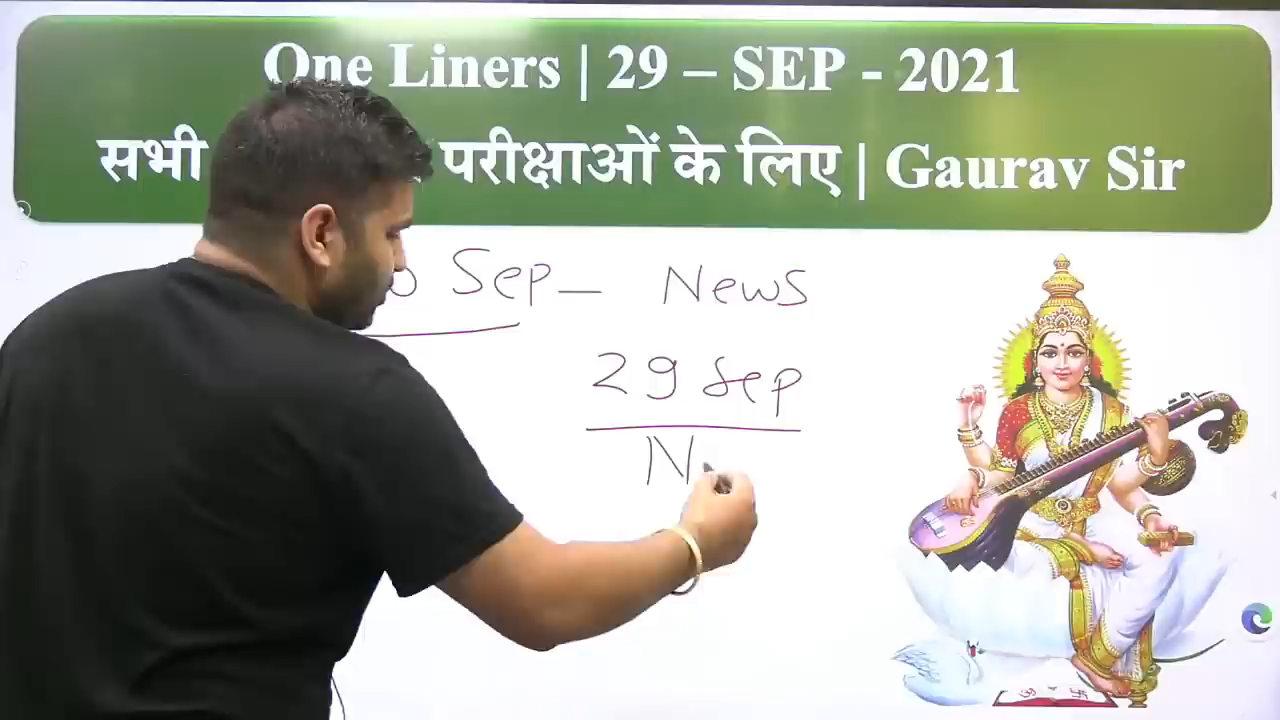 One Liners | 29 – SEP - 2021
सभी परीक्षाओं के लिए | Gaurav Sir
Sep — News
29 Sep
N